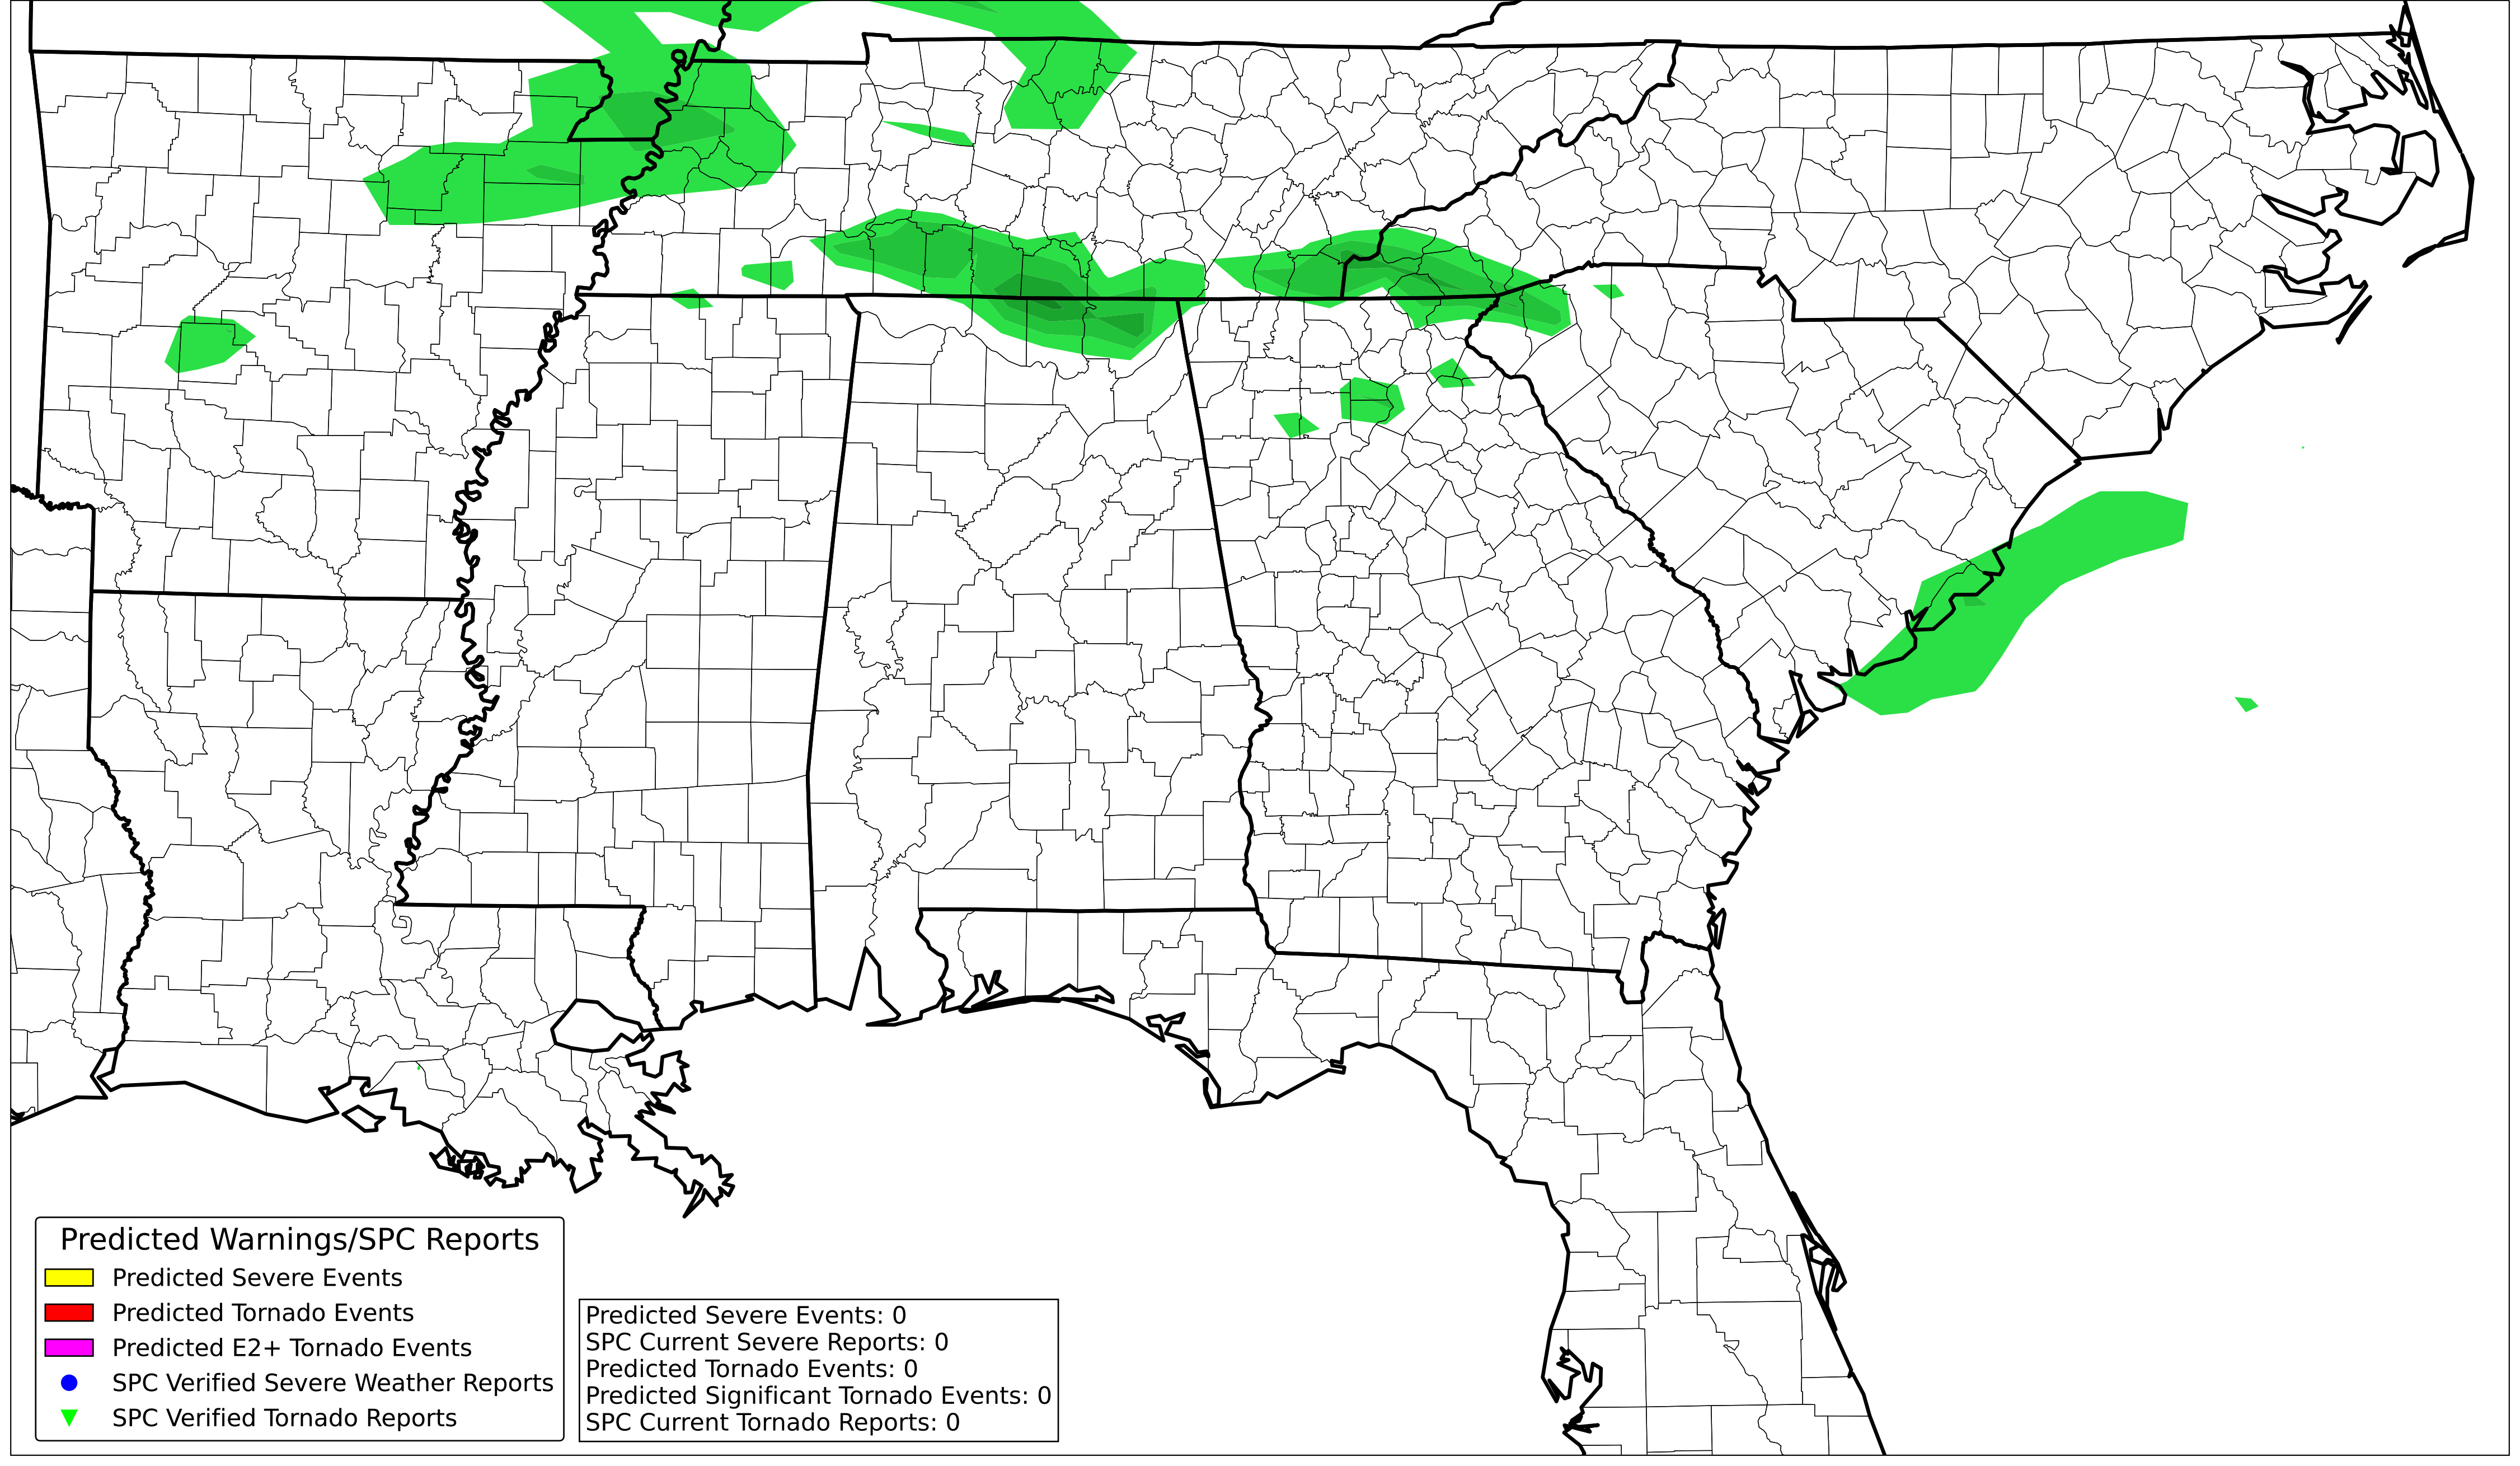 Predicted Warnings/SPC Reports
Predicted Severe Events
Predicted Tornado Events
Predicted E2+ Tornado Events
SPC Verified Severe Weather Reports
SPC Verified Tornado Reports
Predicted Severe Events: 0
SPC Current Severe Reports: 0
Predicted Tornado Events: 0
Predicted Significant Tornado Events: 0
SPC Current Tornado Reports: 0